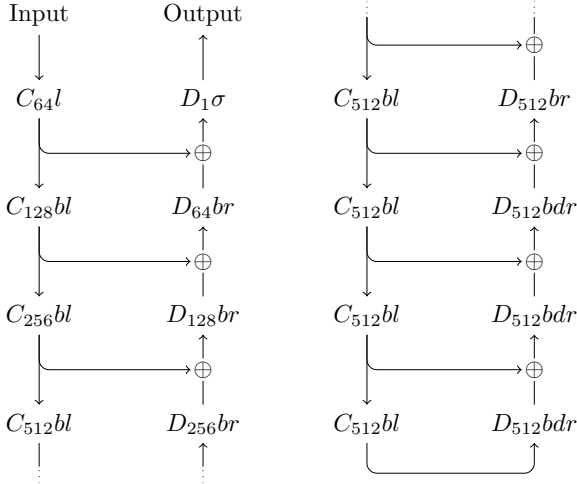 Input Output
C₆₄l D₁σ
C₁₂₈bl D₆₄br
C₂₅₆bl D₁₂₈br
C₅₁₂bl D₂₅₆br
C₅₁₂bl D₅₁₂br
C₅₁₂bl D₅₁₂bdr
C₅₁₂bl D₅₁₂bdr
C₅₁₂bl D₅₁₂bdr